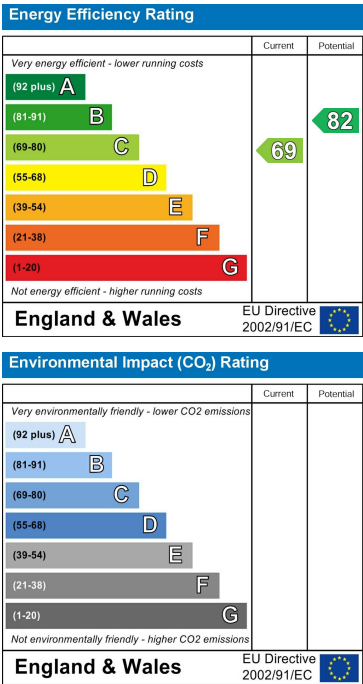 Energy Efficiency Rating
Current Potential
Very energy efficient - lower running costs
(92 plus) A
(81-91) B
(69-80) C
(55-68) D
(39-54) E
(21-38) F
(1-20) G
69
82
Not energy efficient - higher running costs
England & Wales
EU Directive
2002/91/EC
Environmental Impact (CO₂) Rating
Current Potential
Very environmentally friendly - lower CO2 emissions
(92 plus) A
(81-91) B
(69-80) C
(55-68) D
(39-54) E
(21-38) F
(1-20) G
Not environmentally friendly - higher CO2 emissions
England & Wales
EU Directive
2002/91/EC